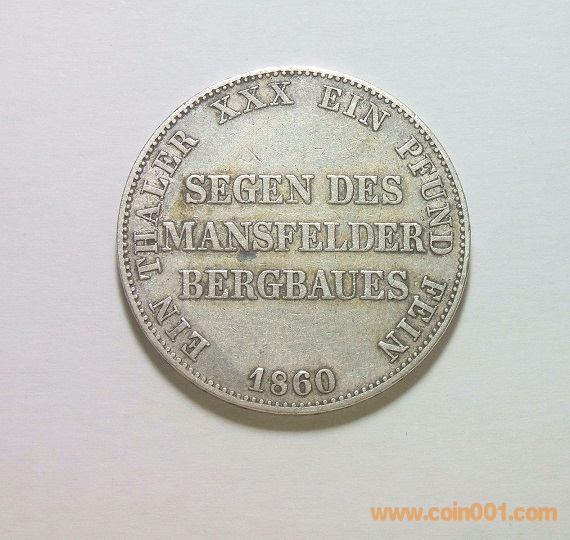 EIN THALER XXX EIN PFUND FEIN
SEGEN DES
MANSFELDER
BERGBAUES
1860
www.coin001.com